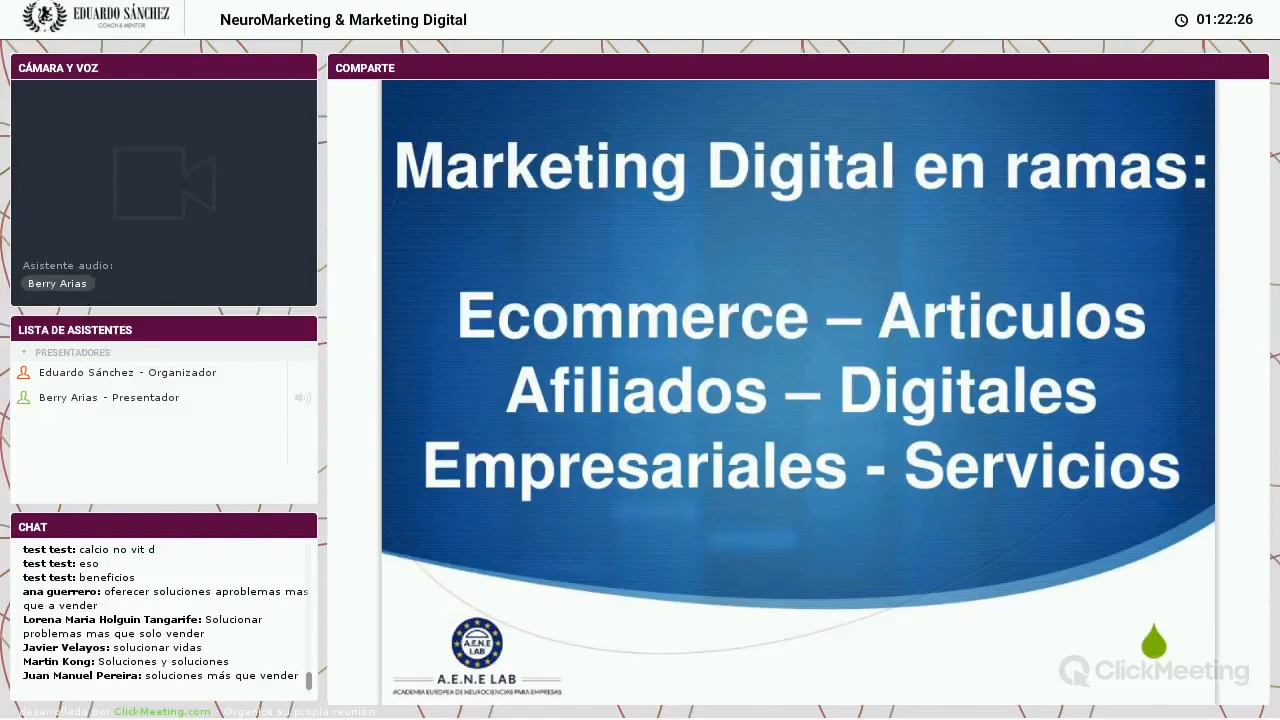 EDUARDO SÁNCHEZ
COACH & MENTOR
NeuroMarketing & Marketing Digital
01:22:26
CÁMARA Y VOZ
Asistente audio:
Berry Arias
LISTA DE ASISTENTES
PRESENTADORES
Eduardo Sánchez - Organizador
Berry Arias - Presentador
CHAT
test test: calcio no vit d
test test: eso
test test: beneficios
ana guerrero: oferecer soluciones aproblemas mas
que a vender
Lorena Maria Holguin Tangarife: Solucionar
problemas mas que solo vender
Javier Velayos: solucionar vidas
Martin Kong: Soluciones y soluciones
Juan Manuel Pereira: soluciones más que vender
desarrollado por ClickMeeting.com - Organice su propia reunión
COMPARTE
Marketing Digital en ramas:
Ecommerce – Articulos
Afiliados – Digitales
Empresariales - Servicios
A.E.N.E
LAB
A.E.N.E LAB
ACADEMIA EUROPEA DE NEUROCIENCIAS PARA EMPRESAS
ClickMeeting